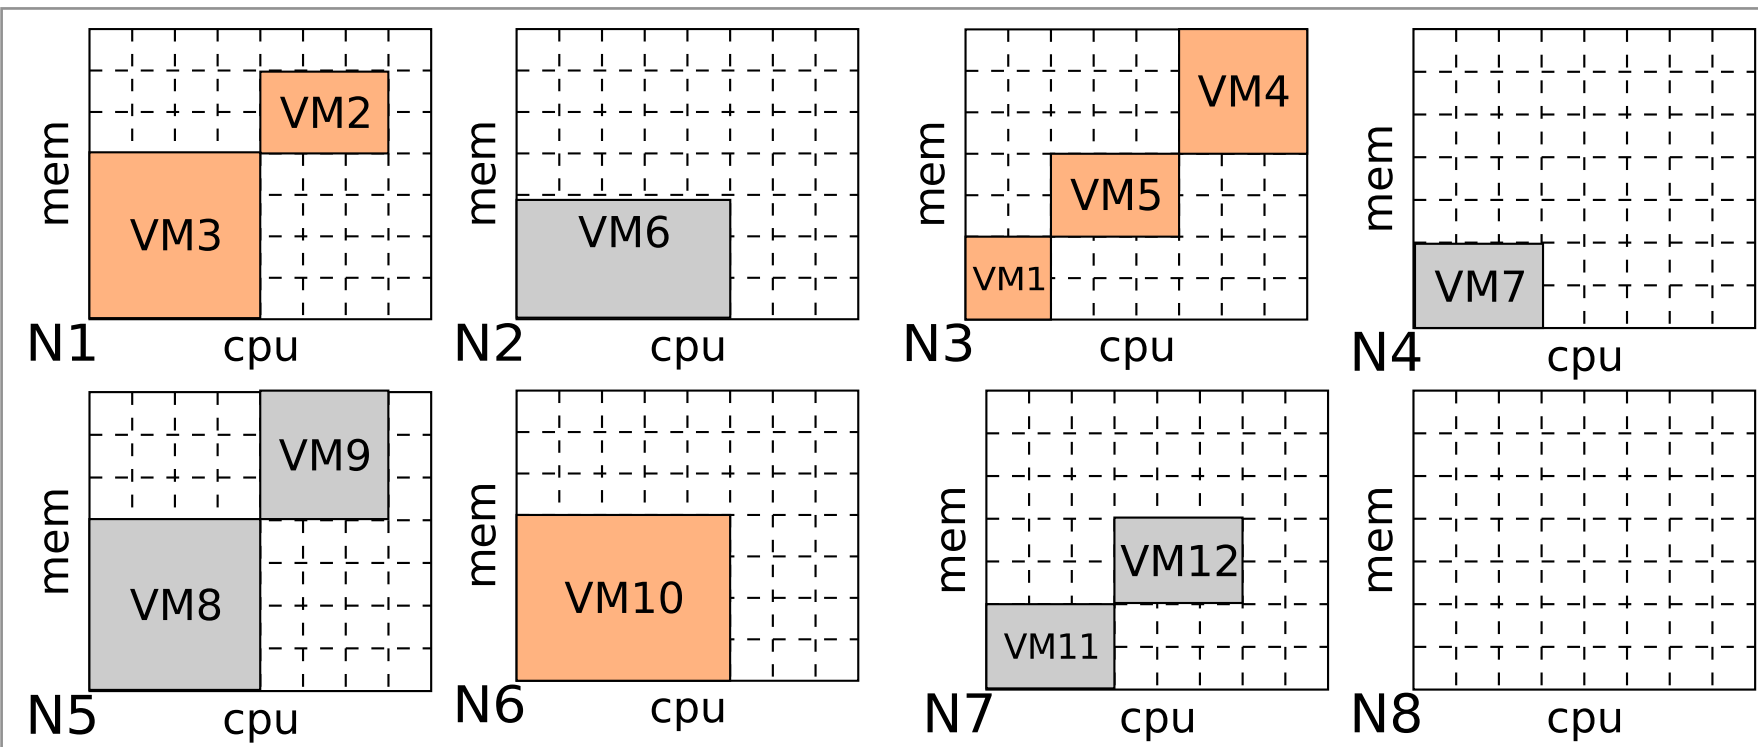 VM2
VM3
mem
N1
cpu
VM6
mem
N2
cpu
VM4
VM5
VM1
mem
N3
cpu
VM7
mem
N4
cpu
VM9
VM8
mem
N5
cpu
VM10
mem
N6
cpu
VM12
VM11
mem
N7
cpu
mem
N8
cpu